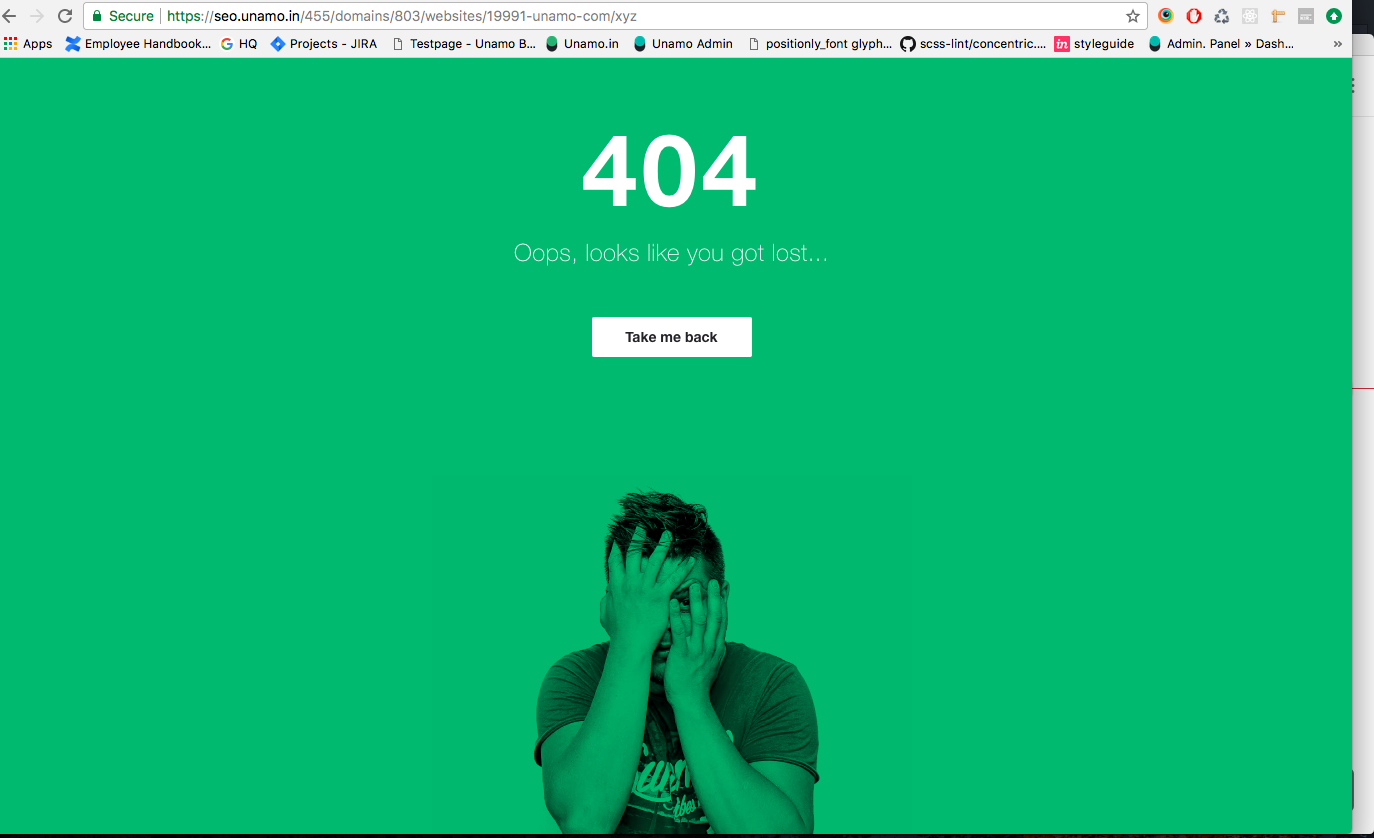 Secure https://seo.unamo.in/455/domains/803/websites/19991-unamo-com/xyz
Apps Employee Handbook... HQ Projects - JIRA Testpage - Unamo B... Unamo.in Unamo Admin positionly_font glyph... scss-lint/concentric.... in styleguide Admin. Panel » Dash... »
404
Oops, looks like you got lost...
Take me back